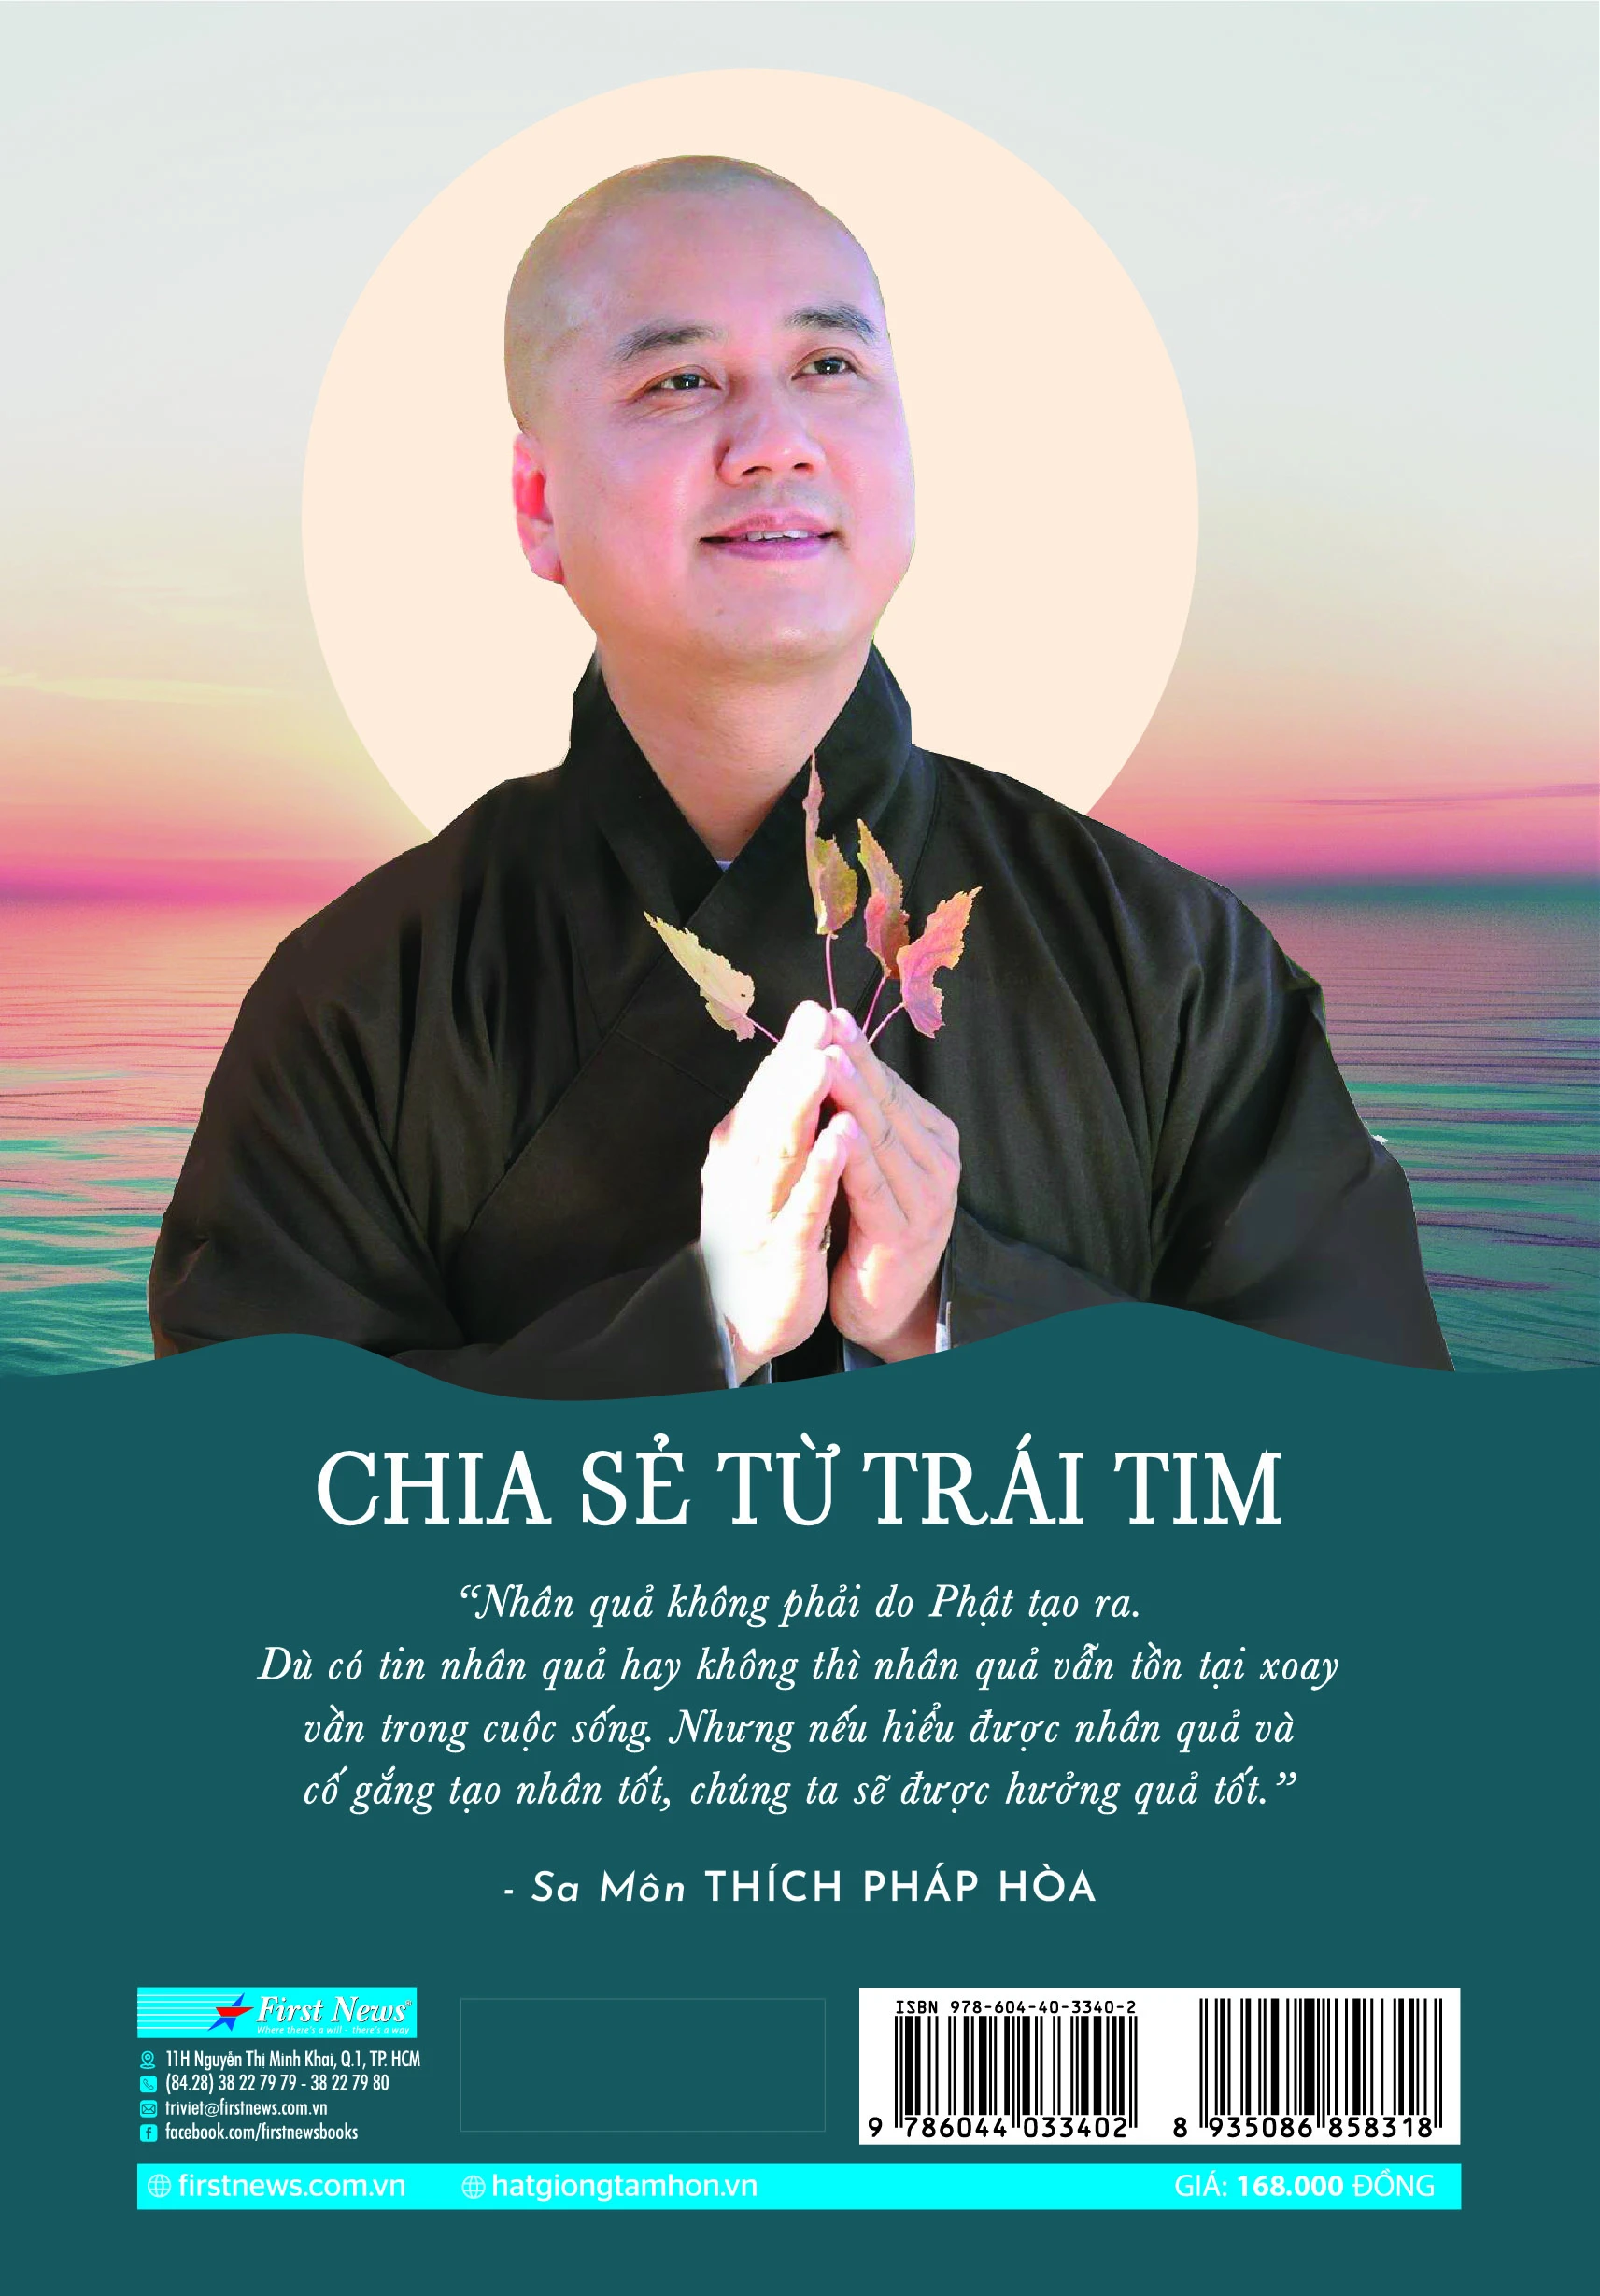 CHIA SẺ TỪ TRÁI TIM
“Nhân quả không phải do Phật tạo ra.
Dù có tin nhân quả hay không thì nhân quả vẫn tồn tại xoay
vần trong cuộc sống. Nhưng nếu hiểu được nhân quả và
cố gắng tạo nhân tốt, chúng ta sẽ được hưởng quả tốt.”
- Sa Môn THÍCH PHÁP HÒA
First News®
Where there's a will - there's a way
11H Nguyễn Thị Minh Khai, Q.1, TP. HCM
(84.28) 38 22 79 79 - 38 22 79 80
triviet@firstnews.com.vn
facebook.com/firstnewsbooks
ISBN 978-604-40-3340-2
9 786044 033402
8 935086 858318
firstnews.com.vn
hatgiongtamhon.vn
GIÁ: 168.000 ĐỒNG